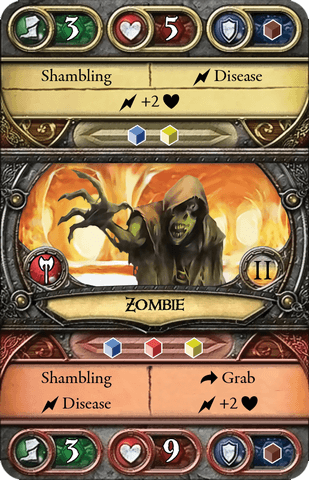 3 5
Shambling Disease
+2
ZOMBIE
II
Shambling Grab
Disease +2
3 9